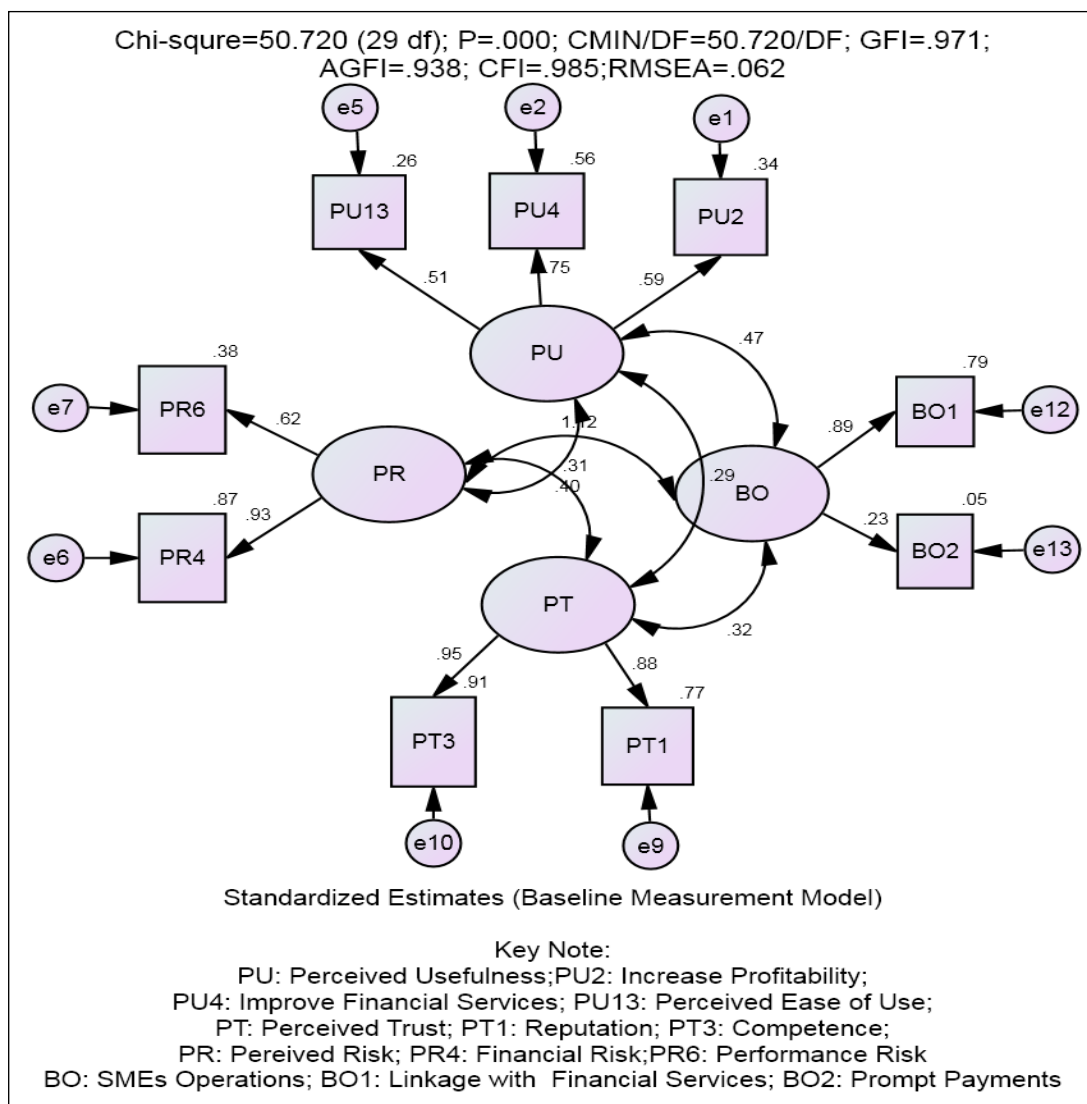 Chi-squre=50.720 (29 df); P=.000; CMIN/DF=50.720/DF; GFI=.971;
AGFI=.938; CFI=.985;RMSEA=.062
e5
e2
e1
.26
.56
.34
PU13
PU4
PU2
.51
.75
.59
PU
.47
.38
.79
e7
PR6
BO1
e12
.62
1.12
.89
PR
.31
.29
BO
.40
.87
.93
.05
.23
e6
PR4
BO2
e13
PT
.32
.95
.88
.91
.77
PT3
PT1
e10
e9
Standardized Estimates (Baseline Measurement Model)
Key Note:
PU: Perceived Usefulness;PU2: Increase Profitability;
PU4: Improve Financial Services; PU13: Perceived Ease of Use;
PT: Perceived Trust; PT1: Reputation; PT3: Competence;
PR: Pereived Risk; PR4: Financial Risk;PR6: Performance Risk
BO: SMEs Operations; BO1: Linkage with  Financial Services; BO2: Prompt Payments